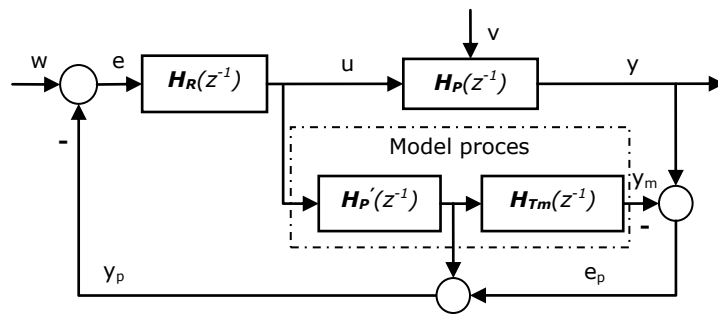 v
w
e
H_R(z⁻¹)
u
H_P(z⁻¹)
y
-
Model proces
H_P′(z⁻¹)
H_Tm(z⁻¹)
y_m
-
y_p
e_p